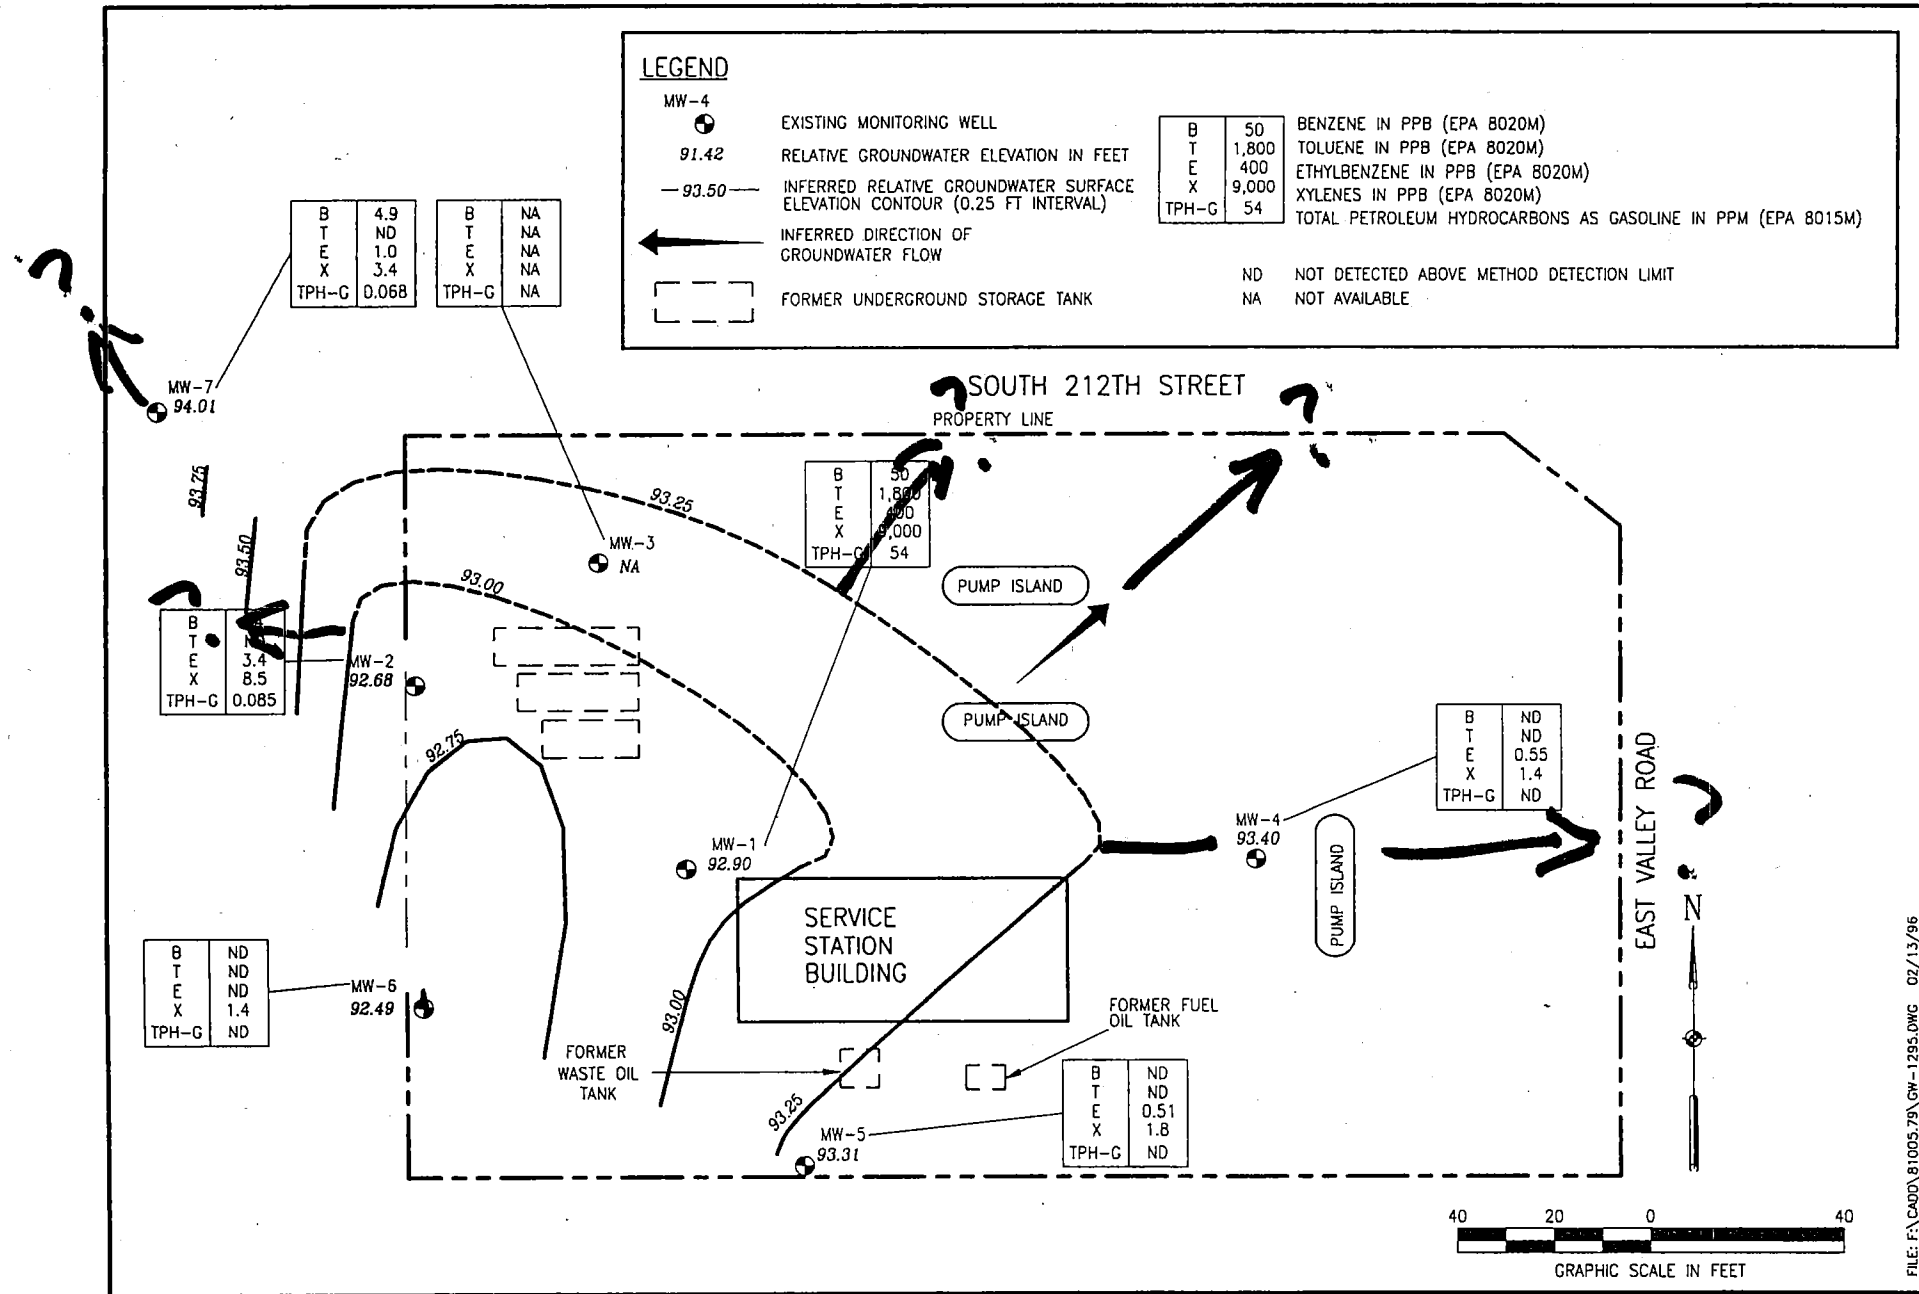 LEGEND
MW-4
EXISTING MONITORING WELL
91.42
RELATIVE GROUNDWATER ELEVATION IN FEET
93.50
INFERRED RELATIVE GROUNDWATER SURFACE
ELEVATION CONTOUR (0.25 FT INTERVAL)
INFERRED DIRECTION OF
GROUNDWATER FLOW
FORMER UNDERGROUND STORAGE TANK
B 50 BENZENE IN PPB (EPA 8020M)
T 1,800 TOLUENE IN PPB (EPA 8020M)
E 400 ETHYLBENZENE IN PPB (EPA 8020M)
X 9,000 XYLENES IN PPB (EPA 8020M)
TPH-G 54 TOTAL PETROLEUM HYDROCARBONS AS GASOLINE IN PPM (EPA 8015M)
ND NOT DETECTED ABOVE METHOD DETECTION LIMIT
NA NOT AVAILABLE
B 4.9
T ND
E 1.0
X 3.4
TPH-G 0.068
B NA
T NA
E NA
X NA
TPH-G NA
?
MW-7
94.01
? SOUTH 212TH STREET
PROPERTY LINE
?
93.75
93.50
93.25
93.00
MW-3
NA
B 50
T 1,800
E 400
X 9,000
TPH-G 54
PUMP ISLAND
?
B
T
E 3.4
X 8.5
TPH-G 0.085
MW-2
92.68
92.75
PUMP ISLAND
B ND
T ND
E 0.55
X 1.4
TPH-G ND
EAST VALLEY ROAD
?
MW-4
93.40
PUMP ISLAND
MW-1
92.90
SERVICE
STATION
BUILDING
N
B ND
T ND
E ND
X 1.4
TPH-G ND
MW-6
92.49
93.00
FORMER
WASTE OIL
TANK
FORMER FUEL
OIL TANK
93.25
MW-5
93.31
B ND
T ND
E 0.51
X 1.8
TPH-G ND
40 20 0 40
GRAPHIC SCALE IN FEET
FILE: F:\CADD\81005.79\GW-1295.DWG 02/13/96